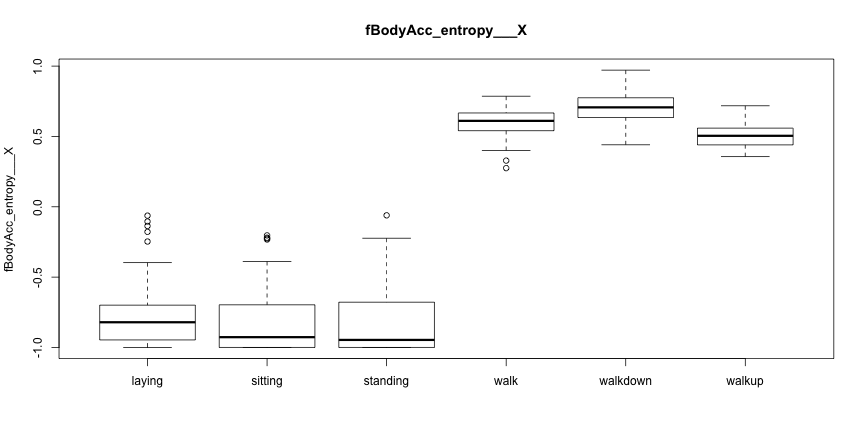 fBodyAcc_entropy___X
fBodyAcc_entropy___X
1.0
0.5
0.0
-0.5
-1.0
laying sitting standing walk walkdown walkup